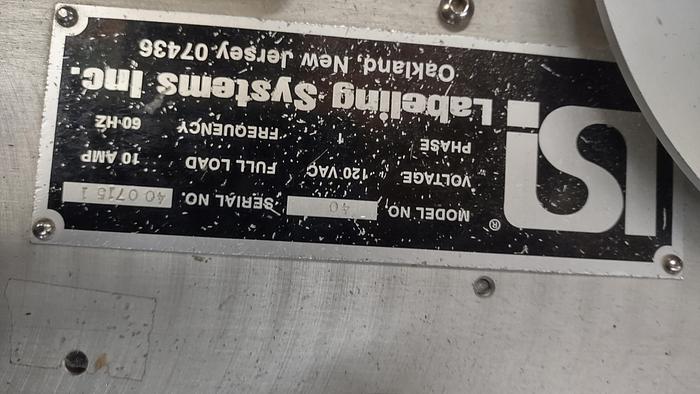 LSI®
Labeling Systems Inc.
Oakland, New Jersey 07436
MODEL NO. 40 SERIAL NO. 40 0715 1
VOLTAGE 120 VAC FULL LOAD 10 AMP
PHASE 1 FREQUENCY 60 HZ